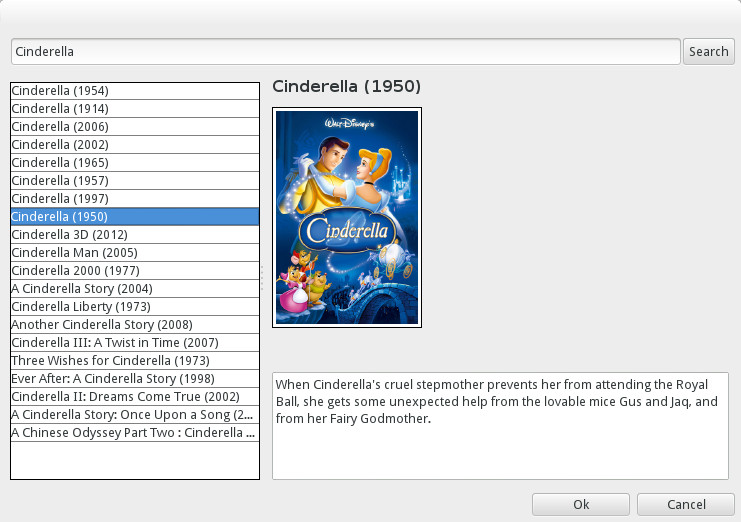 Cinderella
Search
Cinderella (1954)
Cinderella (1914)
Cinderella (2006)
Cinderella (2002)
Cinderella (1965)
Cinderella (1957)
Cinderella (1997)
Cinderella (1950)
Cinderella 3D (2012)
Cinderella Man (2005)
Cinderella 2000 (1977)
A Cinderella Story (2004)
Cinderella Liberty (1973)
Another Cinderella Story (2008)
Cinderella III: A Twist in Time (2007)
Three Wishes for Cinderella (1973)
Ever After: A Cinderella Story (1998)
Cinderella II: Dreams Come True (2002)
A Cinderella Story: Once Upon a Song (2...
A Chinese Odyssey Part Two : Cinderella ...
Cinderella (1950)
Walt Disney's
Cinderella
When Cinderella's cruel stepmother prevents her from attending the Royal
Ball, she gets some unexpected help from the lovable mice Gus and Jaq, and
from her Fairy Godmother.
Ok
Cancel